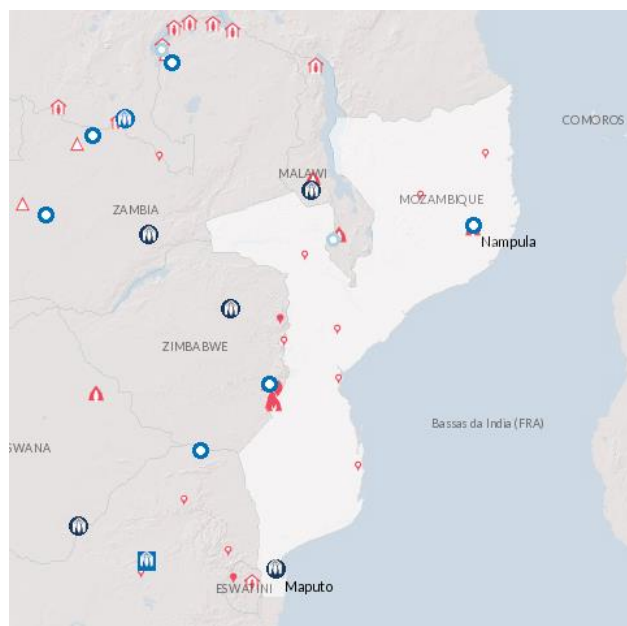 COMOROS
MALAWI
MOZAMBIQUE
ZAMBIA
Nampula
ZIMBABWE
Bassas da India (FRA)
SWANA
ESWATINI
Maputo